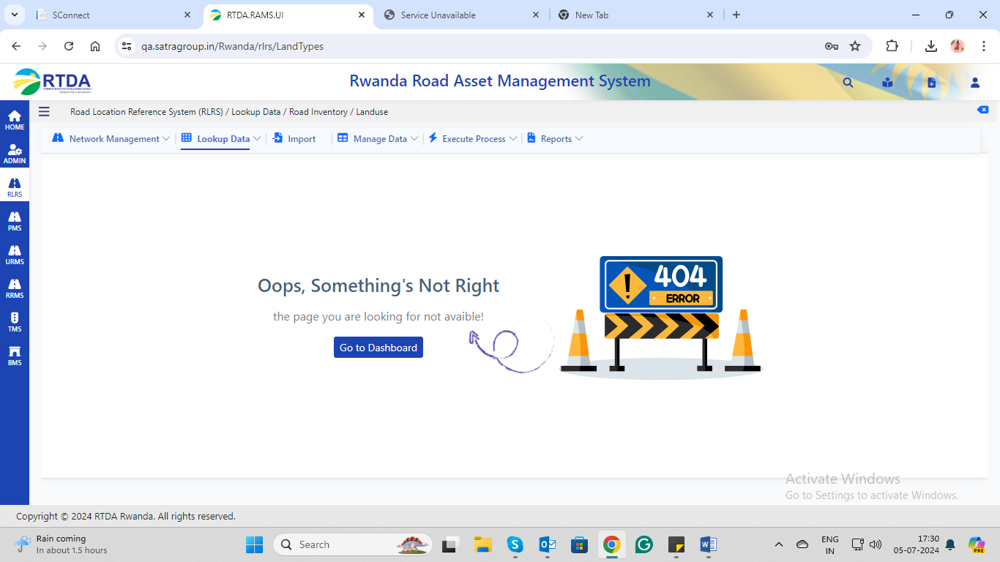 SConnect
RTDA.RAMS.UI
Service Unavailable
New Tab
qa.satragroup.in/Rwanda/rlrs/LandTypes
RTDA
Rwanda Road Asset Management System
Road Location Reference System (RLRS) / Lookup Data / Road Inventory / Landuse
HOME
ADMIN
RLRS
PMS
URMS
RRMS
TMS
BMS
Network Management
Lookup Data
Import
Manage Data
Execute Process
Reports
Oops, Something's Not Right
the page you are looking for not avaible!
Go to Dashboard
404
ERROR
Activate Windows
Go to Settings to activate Windows.
Copyright © 2024 RTDA Rwanda. All rights reserved.
Rain coming
In about 1.5 hours
Search
ENG
IN
17:30
05-07-2024
PRE